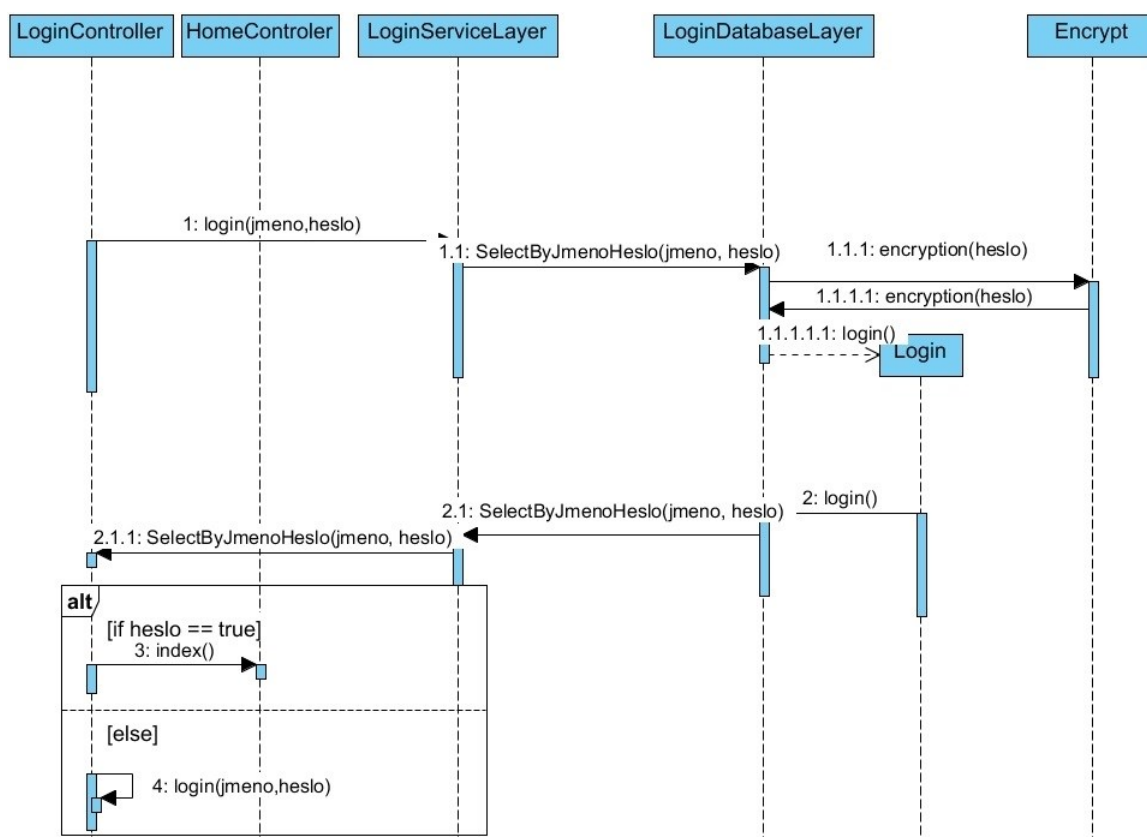 LoginController
HomeControler
LoginServiceLayer
LoginDatabaseLayer
Encrypt
1: login(jmeno,heslo)
1.1: SelectByJmenoHeslo(jmeno, heslo)
1.1.1: encryption(heslo)
1.1.1.1: encryption(heslo)
1.1.1.1.1: login()
Login
2: login()
2.1: SelectByJmenoHeslo(jmeno, heslo)
2.1.1: SelectByJmenoHeslo(jmeno, heslo)
alt
[if heslo == true]
3: index()
[else]
4: login(jmeno,heslo)